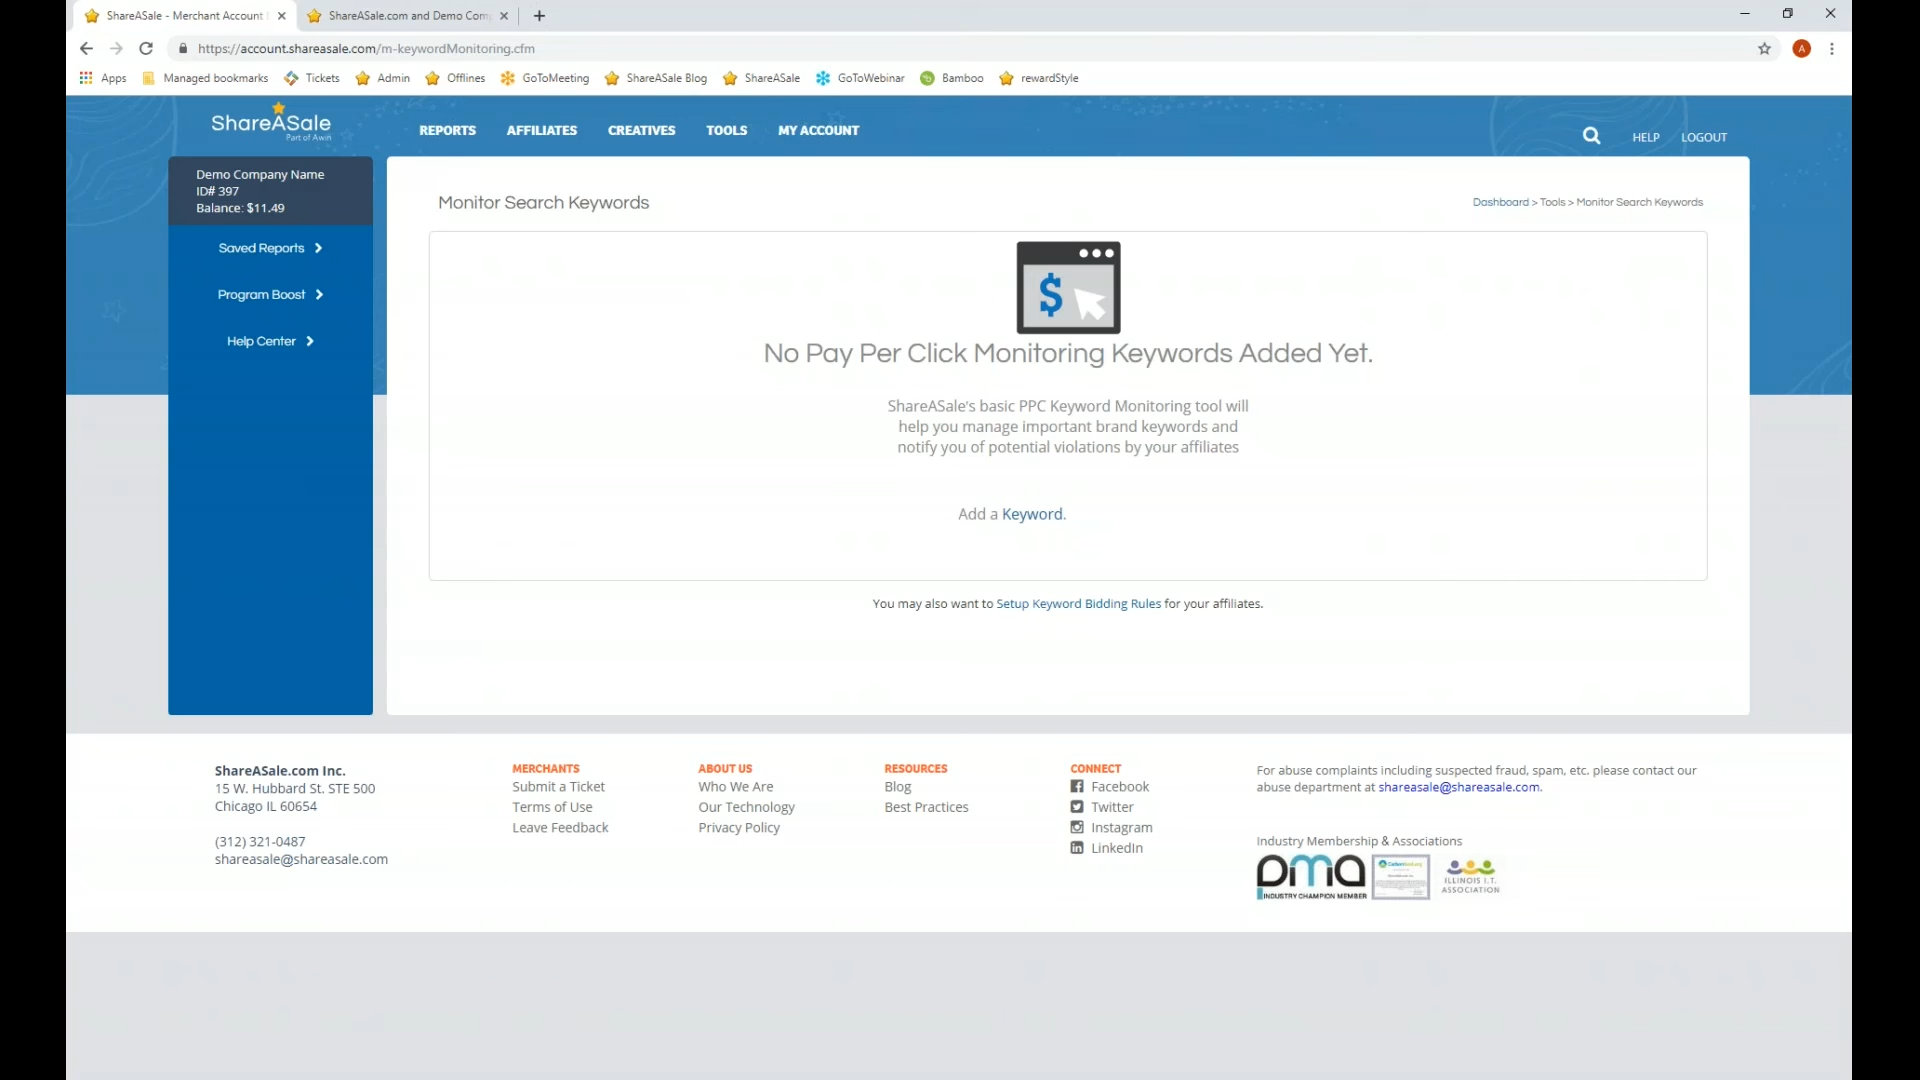 ShareASale - Merchant Account
ShareASale.com and Demo Com
https://account.shareasale.com/m-keywordMonitoring.cfm
A
Apps
Managed bookmarks
Tickets
Admin
Offlines
GoToMeeting
ShareASale Blog
ShareASale
GoToWebinar
Bamboo
rewardStyle
ShareASale
Part of Awin
REPORTS
AFFILIATES
CREATIVES
TOOLS
MY ACCOUNT
HELP
LOGOUT
Demo Company Name
ID# 397
Balance: $11.49
Saved Reports
Program Boost
Help Center
Monitor Search Keywords
Dashboard > Tools > Monitor Search Keywords
$
No Pay Per Click Monitoring Keywords Added Yet.
ShareASale's basic PPC Keyword Monitoring tool will
help you manage important brand keywords and
notify you of potential violations by your affiliates
Add a Keyword.
You may also want to Setup Keyword Bidding Rules for your affiliates.
ShareASale.com Inc.
15 W. Hubbard St. STE 500
Chicago IL 60654
(312) 321-0487
shareasale@shareasale.com
MERCHANTS
Submit a Ticket
Terms of Use
Leave Feedback
ABOUT US
Who We Are
Our Technology
Privacy Policy
RESOURCES
Blog
Best Practices
CONNECT
Facebook
Twitter
Instagram
LinkedIn
For abuse complaints including suspected fraud, spam, etc. please contact our
abuse department at shareasale@shareasale.com.
Industry Membership & Associations
pma
INDUSTRY CHAMPION MEMBER
ILLINOIS I.T.
ASSOCIATION